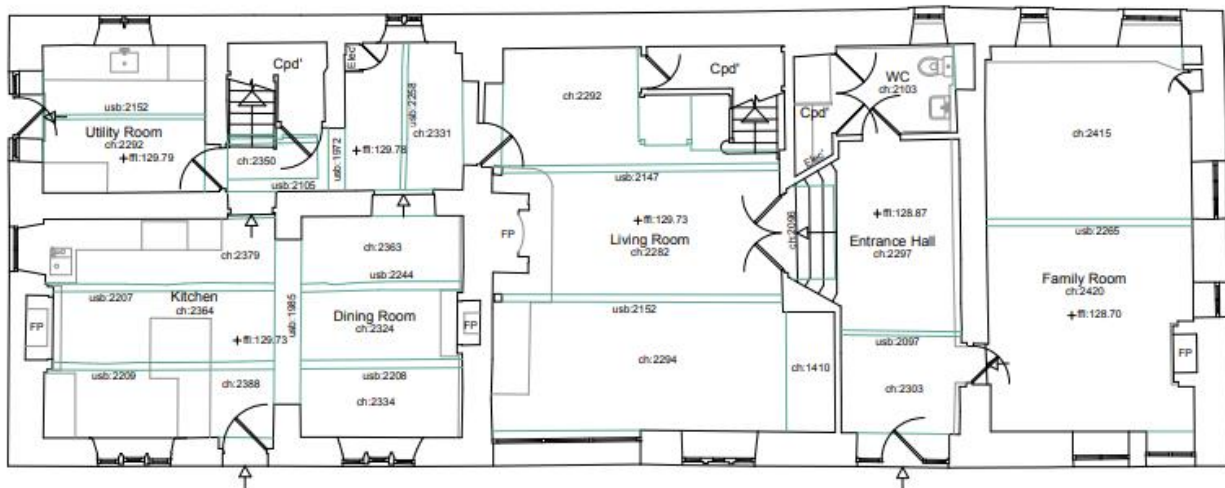 usb:2152
Utility Room
ch:2292
+ffl:129.79
Cpd'
ch:2350
usb:2105
usb:1972
Elec'
usb:2258
ch:2331
+ffl:129.78
ch:2292
Cpd'
usb:2147
+ffl:129.73
Living Room
ch:2282
FP
usb:2152
ch:2294
ch:1410
ch:2096
Cpd'
Elec'
WC
ch:2103
+ffl:128.87
Entrance Hall
ch:2297
usb:2097
ch:2303
ch:2415
usb:2265
Family Room
ch:2420
+ffl:128.70
FP
ch:2379
usb:2207
Kitchen
ch:2364
FP
+ffl:129.73
usb:2209
ch:2388
usb:1985
ch:2363
usb:2244
Dining Room
ch:2324
FP
usb:2208
ch:2334